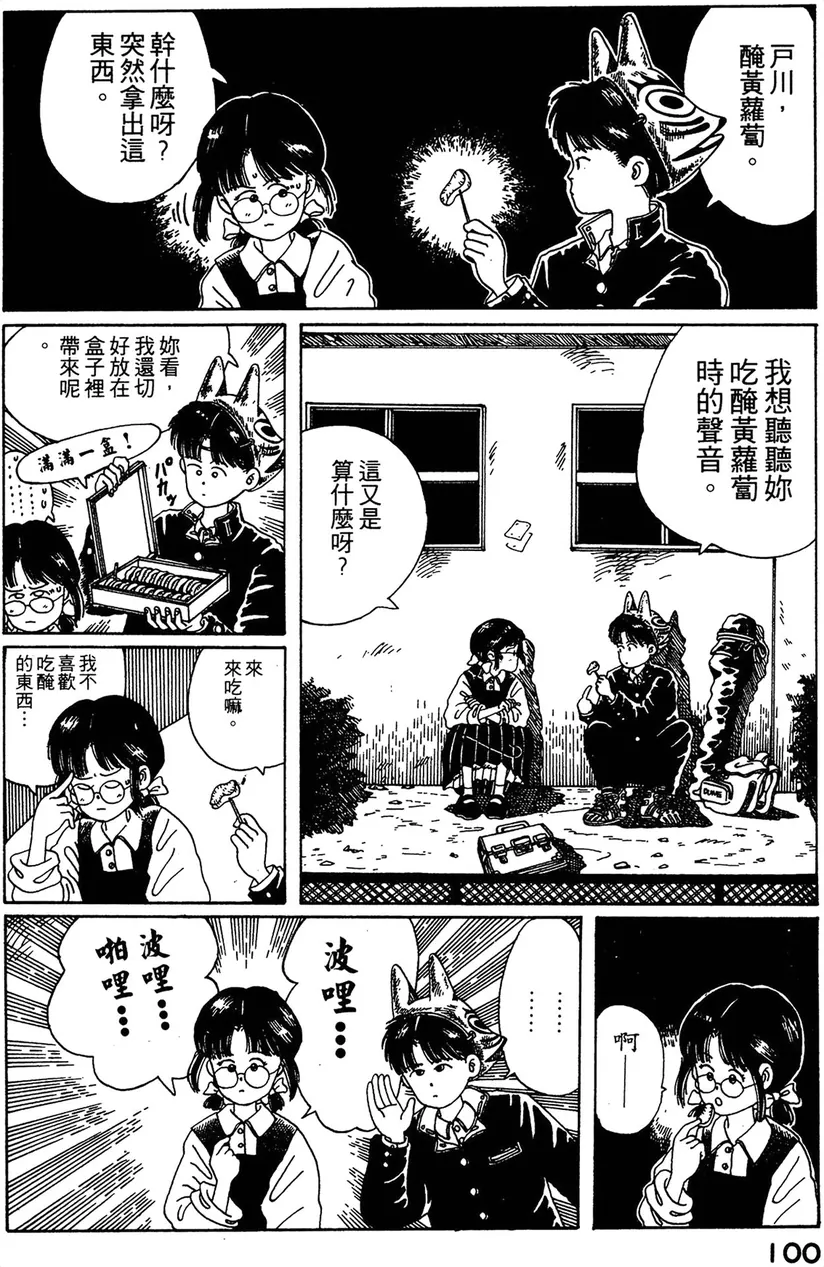 戸川，
醃黃蘿蔔。
幹什麼呀？
突然拿出這
東西。
我想聽聽妳
吃醃黃蘿蔔
時的聲音。
這又是
算什麼呀？
妳看，
我還切
好放在
盒子裡
帶來呢
。
滿滿一盒！
パカッ
來
來吃嘛。
我不
喜歡
吃醃
的東西…
啊——
……
波哩…
波哩…
啪哩…
100